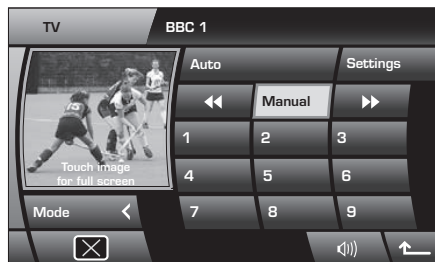 TV BBC 1
Auto Settings
Manual
1 2 3
Touch image
for full screen
4 5 6
Mode 7 8 9